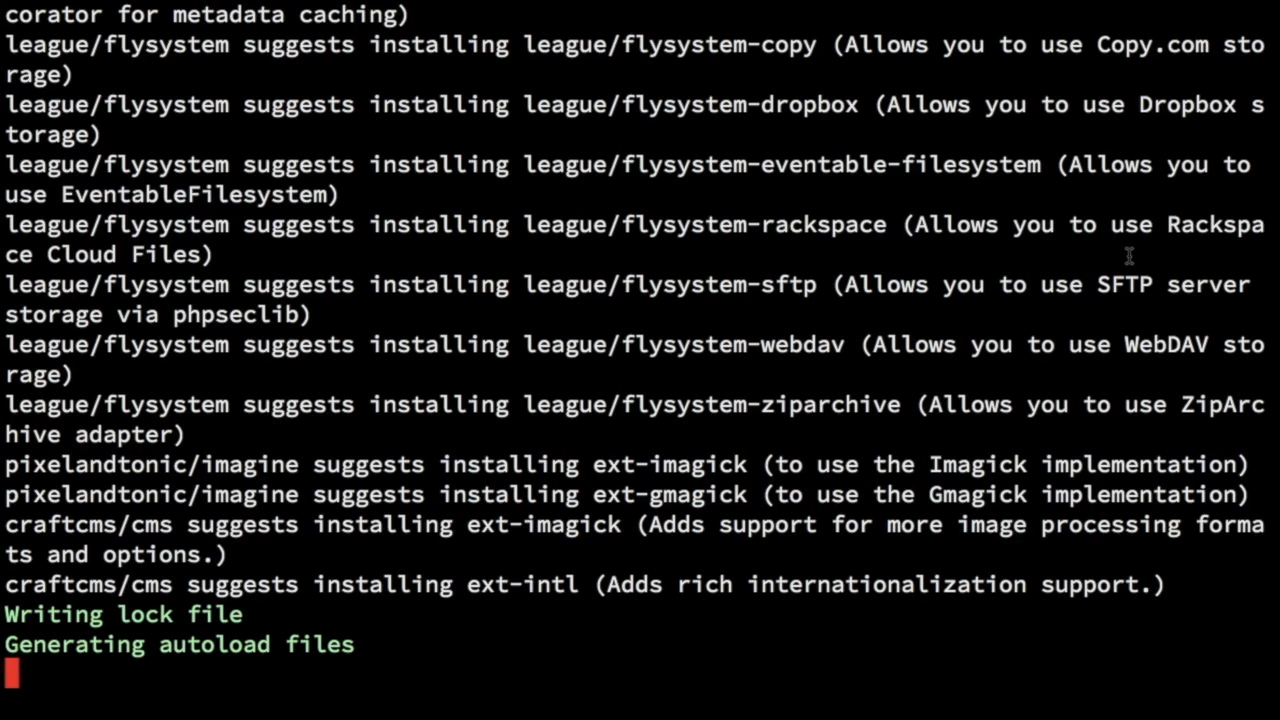 corator for metadata caching)
league/flysystem suggests installing league/flysystem-copy (Allows you to use Copy.com sto
rage)
league/flysystem suggests installing league/flysystem-dropbox (Allows you to use Dropbox s
torage)
league/flysystem suggests installing league/flysystem-eventable-filesystem (Allows you to
use EventableFilesystem)
league/flysystem suggests installing league/flysystem-rackspace (Allows you to use Rackspa
ce Cloud Files)
league/flysystem suggests installing league/flysystem-sftp (Allows you to use SFTP server
storage via phpseclib)
league/flysystem suggests installing league/flysystem-webdav (Allows you to use WebDAV sto
rage)
league/flysystem suggests installing league/flysystem-ziparchive (Allows you to use ZipArc
hive adapter)
pixelandtonic/imagine suggests installing ext-imagick (to use the Imagick implementation)
pixelandtonic/imagine suggests installing ext-gmagick (to use the Gmagick implementation)
craftcms/cms suggests installing ext-imagick (Adds support for more image processing forma
ts and options.)
craftcms/cms suggests installing ext-intl (Adds rich internationalization support.)
Writing lock file
Generating autoload files